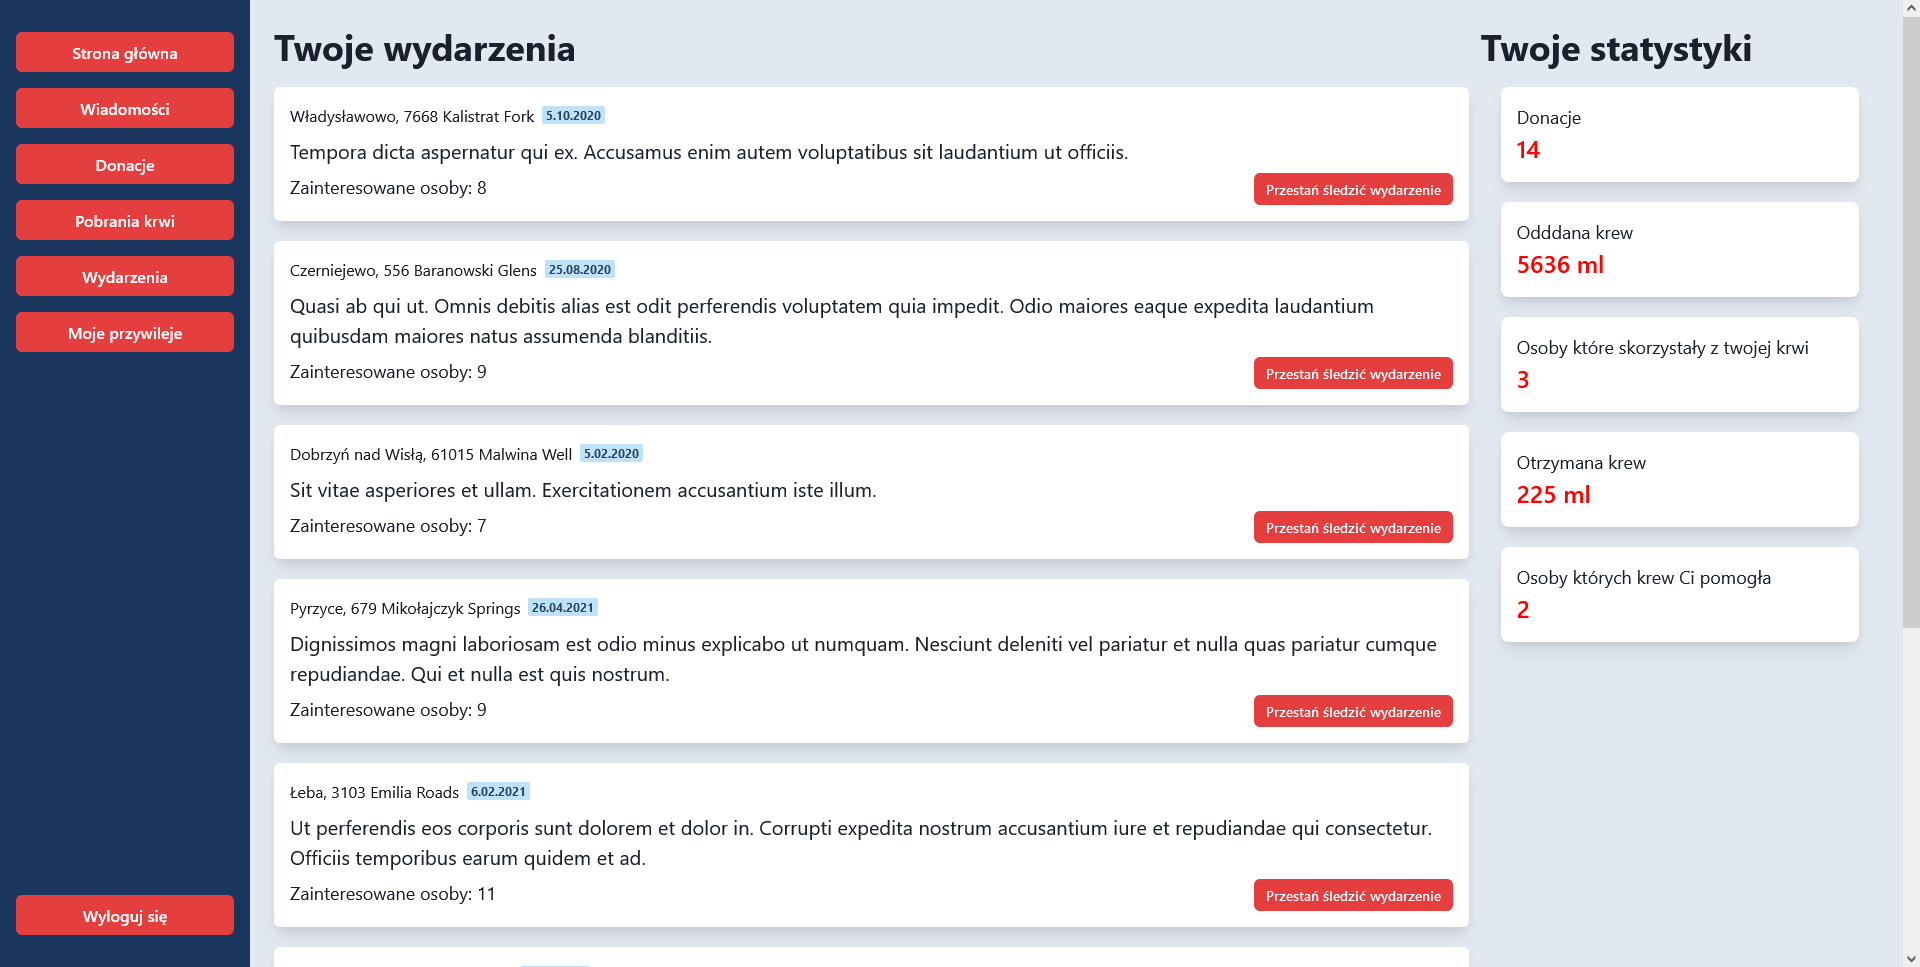 Strona główna
Wiadomości
Donacje
Pobrania krwi
Wydarzenia
Moje przywileje
Wyloguj się
Twoje wydarzenia
Władysławowo, 7668 Kalistrat Fork 5.10.2020
Tempora dicta aspernatur qui ex. Accusamus enim autem voluptatibus sit laudantium ut officiis.
Zainteresowane osoby: 8
Przestań śledzić wydarzenie
Czerniejewo, 556 Baranowski Glens 25.08.2020
Quasi ab qui ut. Omnis debitis alias est odit perferendis voluptatem quia impedit. Odio maiores eaque expedita laudantium
quibusdam maiores natus assumenda blanditiis.
Zainteresowane osoby: 9
Przestań śledzić wydarzenie
Dobrzyń nad Wisłą, 61015 Malwina Well 5.02.2020
Sit vitae asperiores et ullam. Exercitationem accusantium iste illum.
Zainteresowane osoby: 7
Przestań śledzić wydarzenie
Pyrzyce, 679 Mikołajczyk Springs 26.04.2021
Dignissimos magni laboriosam est odio minus explicabo ut numquam. Nesciunt deleniti vel pariatur et nulla quas pariatur cumque
repudiandae. Qui et nulla est quis nostrum.
Zainteresowane osoby: 9
Przestań śledzić wydarzenie
Łeba, 3103 Emilia Roads 6.02.2021
Ut perferendis eos corporis sunt dolorem et dolor in. Corrupti expedita nostrum accusantium iure et repudiandae qui consectetur.
Officiis temporibus earum quidem et ad.
Zainteresowane osoby: 11
Przestań śledzić wydarzenie
Twoje statystyki
Donacje
14
Odddana krew
5636 ml
Osoby które skorzystały z twojej krwi
3
Otrzymana krew
225 ml
Osoby których krew Ci pomogła
2